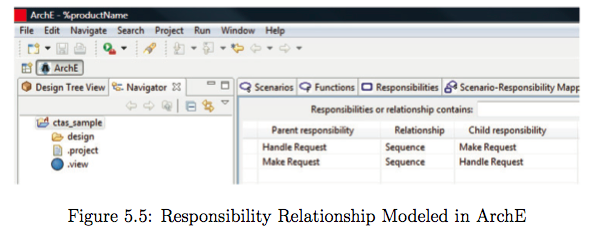 ArchE - %productName
File Edit Navigate Search Project Run Window Help
ArchE
Design Tree View Navigator Scenarios Functions Responsibilities Scenario-Responsibility Mapp
Responsibilities or relationship contains:
ctas_sample
design
.project
.view
Parent responsibility Relationship Child responsibility
Handle Request Sequence Make Request
Make Request Sequence Handle Request
Figure 5.5: Responsibility Relationship Modeled in ArchE